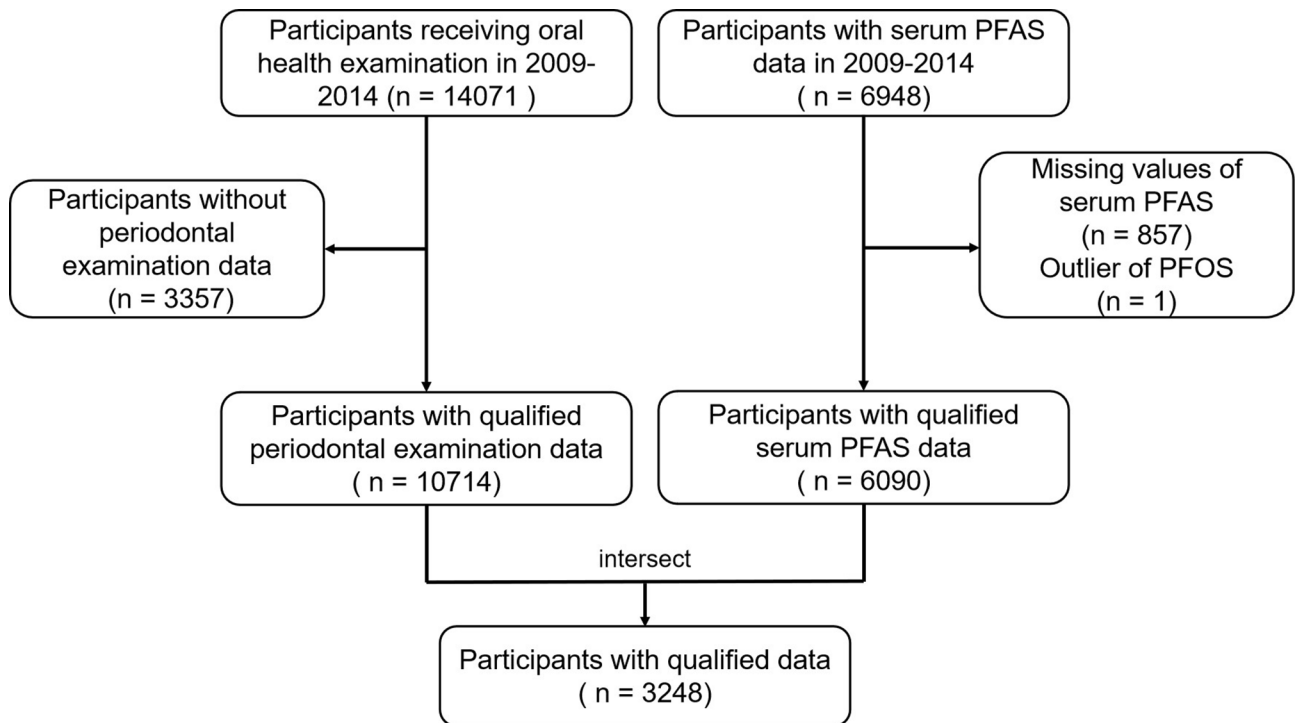 Participants receiving oral
health examination in 2009-
2014 (n = 14071 )
Participants with serum PFAS
data in 2009-2014
( n = 6948)
Participants without
periodontal
examination data
(n = 3357)
Missing values of
serum PFAS
(n = 857)
Outlier of PFOS
(n = 1)
Participants with qualified
periodontal examination data
( n = 10714)
Participants with qualified
serum PFAS data
( n = 6090)
intersect
Participants with qualified data
( n = 3248)